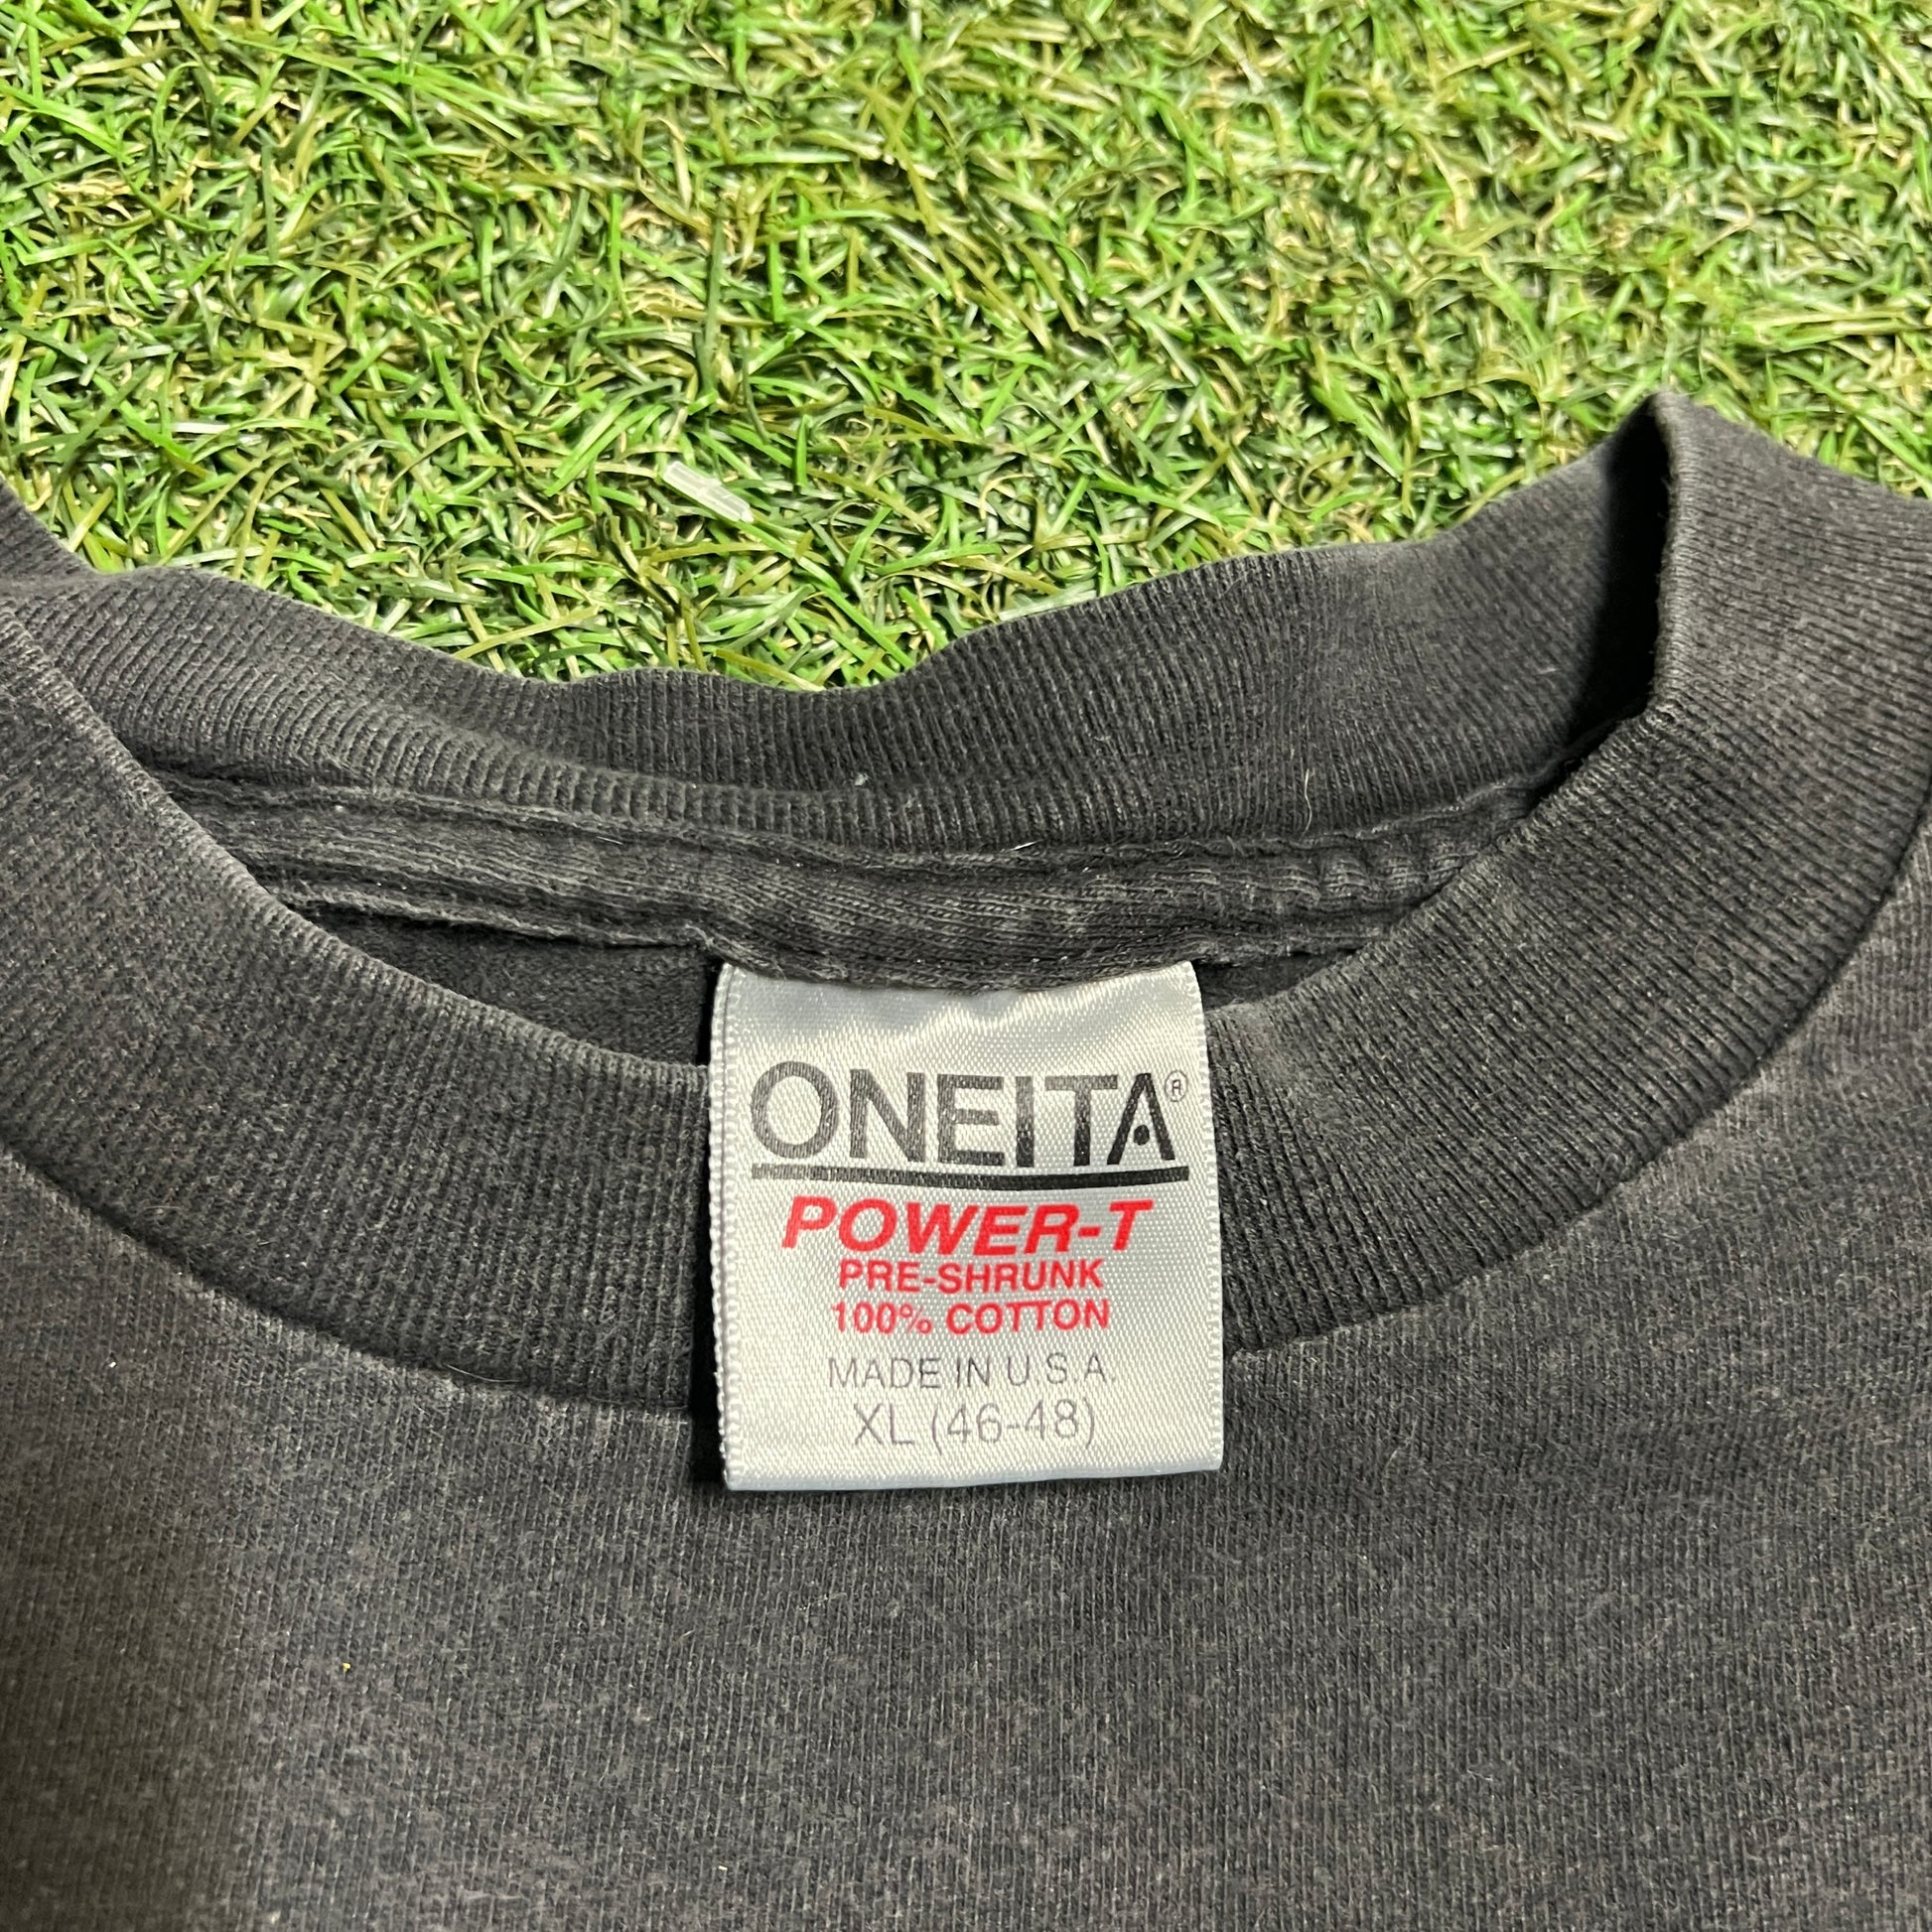 ONEITA®
POWER-T
PRE-SHRUNK
100% COTTON
MADE IN U.S.A.
XL (46-48)